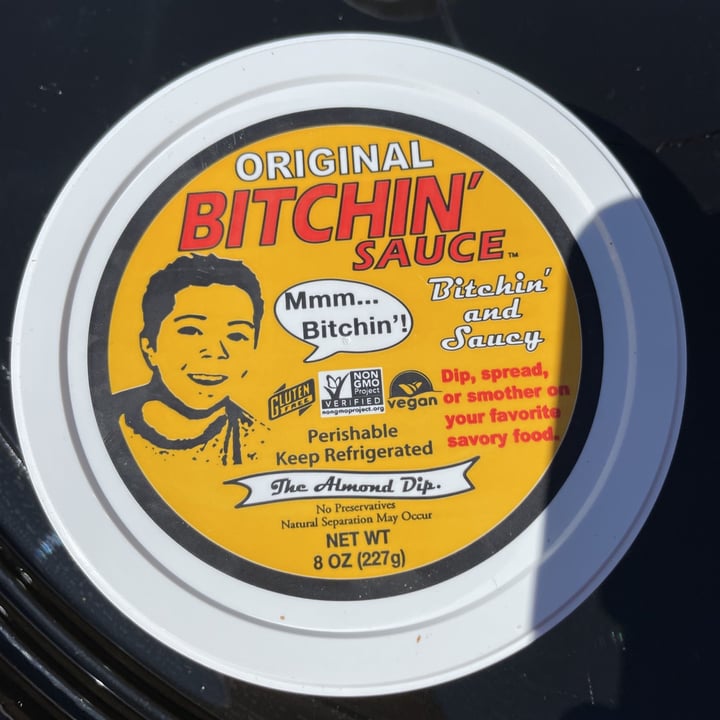 ORIGINAL
BITCHIN'
SAUCE™
Mmm...
Bitchin'!
Bitchin'
and
Saucy
GLUTEN
FREE
NON
GMO
Project
VERIFIED
nongmoproject.org
vegan
Dip, spread,
or smother on
your favorite
savory food.
Perishable
Keep Refrigerated
The Almond Dip.
No Preservatives
Natural Separation May Occur
NET WT
8 OZ (227g)